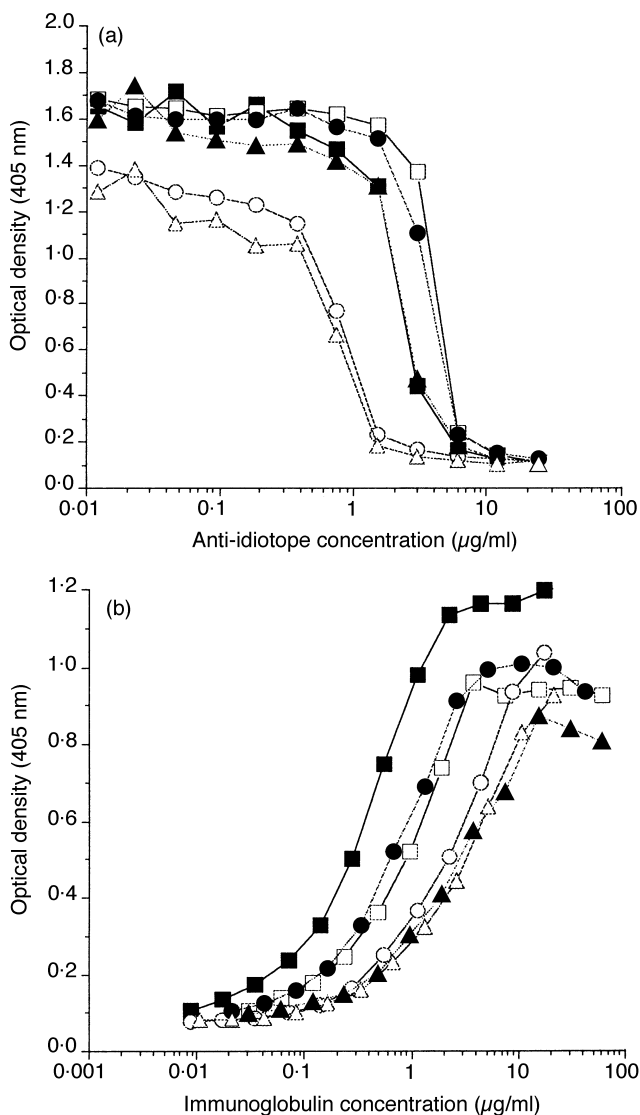 (a)
2·0
1·8
1·6
1·4
1·2
1·0
0·8
0·6
0·4
0·2
0·0
Optical density (405 nm)
0·01 0·1 1 10 100
Anti-idiotope concentration (µg/ml)
(b)
1·2
1·0
0·8
0·6
0·4
0·2
0·0
Optical density (405 nm)
0·001 0·01 0·1 1 10 100
Immunoglobulin concentration (µg/ml)